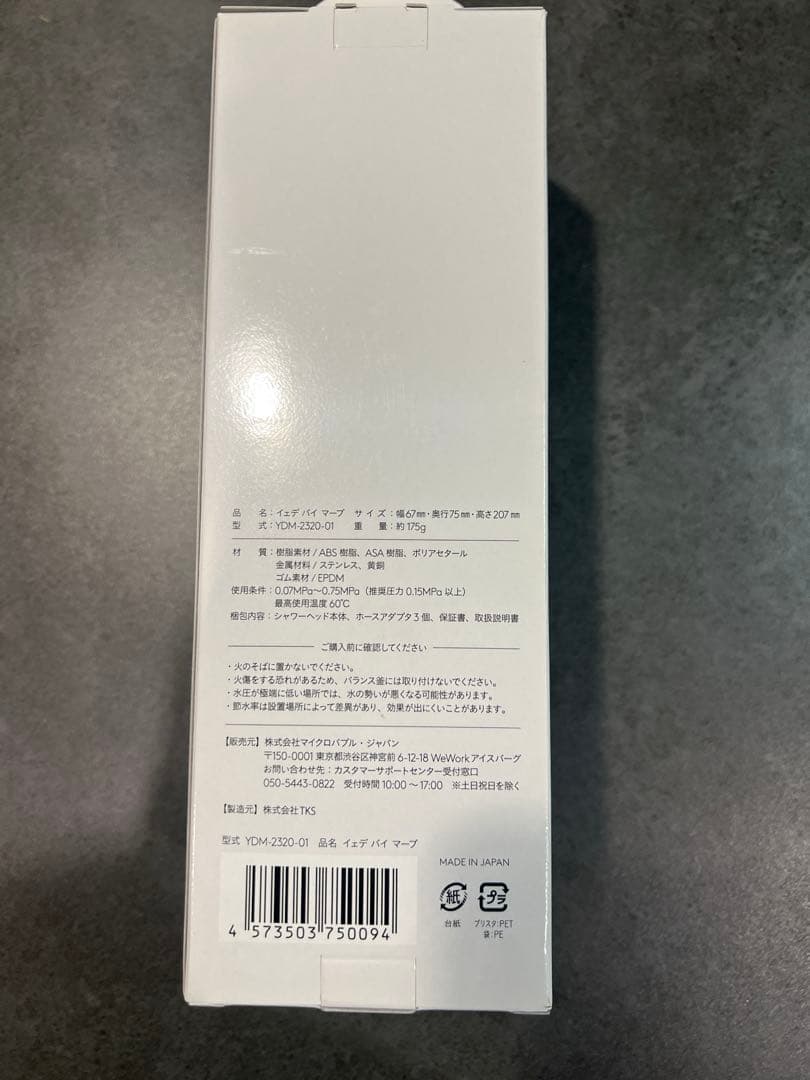 品 名:イェデ バイ マーブ サイズ:幅67mm・奥行75mm・高さ207mm
型 式:YDM-2320-01 重 量:約175g
材 質:樹脂素材/ABS樹脂、ASA樹脂、ポリアセタール
金属材料/ステンレス、黄銅
ゴム素材/EPDM
使用条件:0.07MPa〜0.75MPa(推奨圧力0.15MPa以上)
最高使用温度60℃
梱包内容:シャワーヘッド本体、ホースアダプタ3個、保証書、取扱説明書
ご購入前に確認してください
・火のそばに置かないでください。
・火傷をする恐れがあるため、バランス釜には取り付けないでください。
・水圧が極端に低い場所では、水の勢いが悪くなる可能性があります。
・節水率は設置場所によって差異があり、効果が出にくいことがあります。
【販売元】株式会社マイクロバブル・ジャパン
〒150-0001 東京都渋谷区神宮前 6-12-18 WeWorkアイスバーグ
お問い合わせ先:カスタマーサポートセンター受付窓口
050-5443-0822 受付時間 10:00〜17:00 ※土日祝日を除く
【製造元】株式会社TKS
型式 YDM-2320-01 品名 イェデ バイ マーブ
MADE IN JAPAN
紙 プラ
台紙 ブリスタ:PET
袋:PE
4 573503 750094